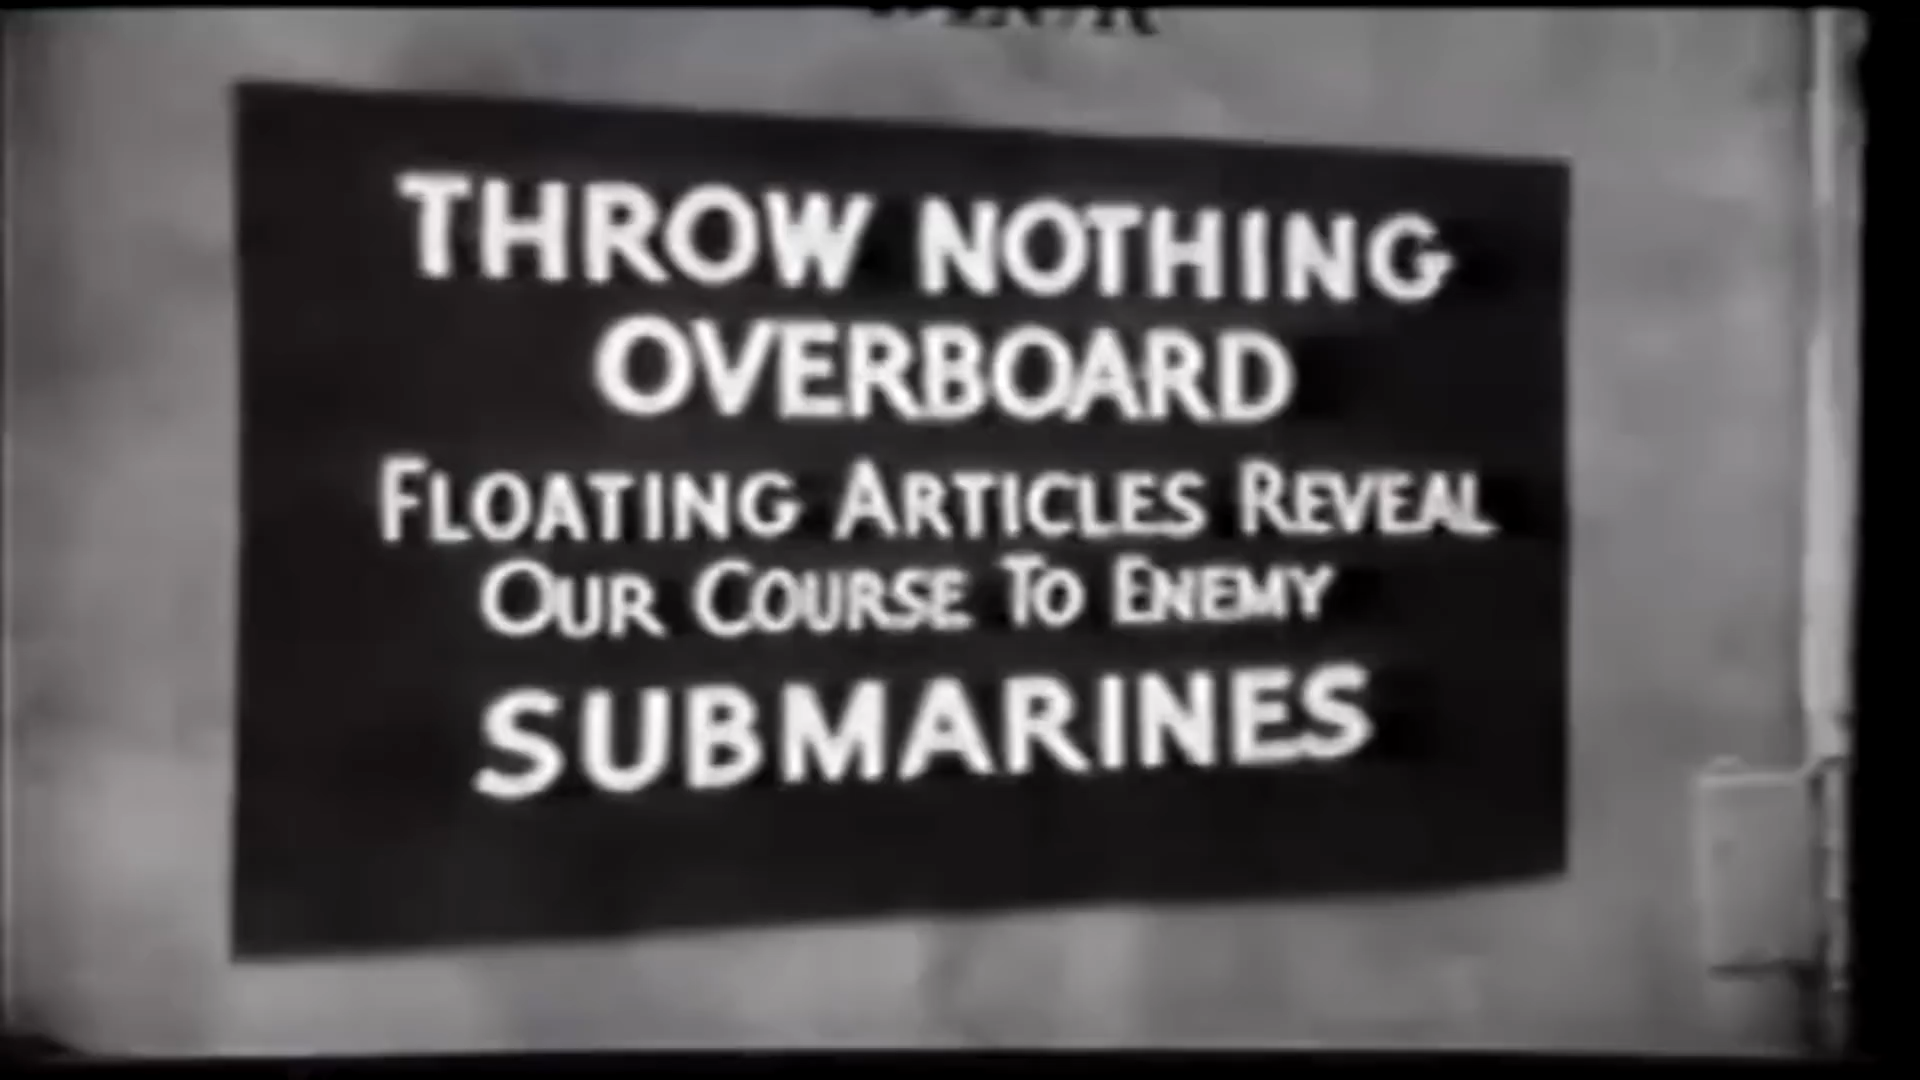 THROW NOTHING
OVERBOARD
FLOATING ARTICLES REVEAL
OUR COURSE TO ENEMY
SUBMARINES